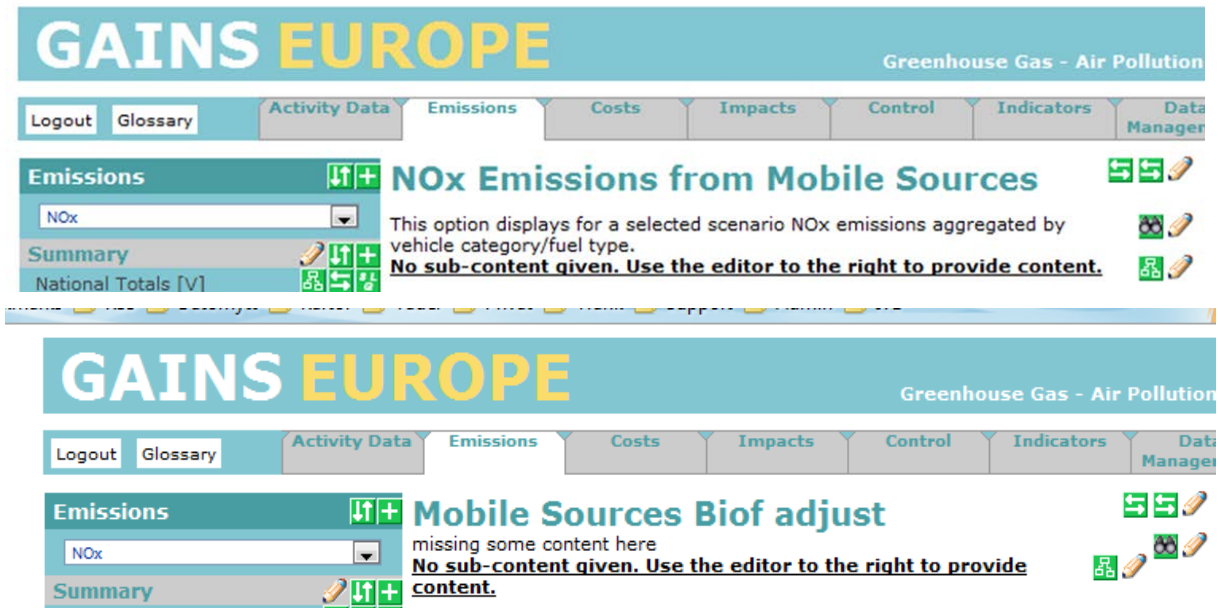 GAINS EUROPE
Greenhouse Gas - Air Pollution
Logout Glossary Activity Data Emissions Costs Impacts Control Indicators Data
Manager
Emissions
NOx Emissions from Mobile Sources
NOx
This option displays for a selected scenario NOx emissions aggregated by
vehicle category/fuel type.
Summary
No sub-content given. Use the editor to the right to provide content.
National Totals [V]
GAINS EUROPE
Greenhouse Gas - Air Pollution
Logout Glossary Activity Data Emissions Costs Impacts Control Indicators Data
Manager
Emissions
Mobile Sources Biof adjust
NOx
missing some content here
No sub-content given. Use the editor to the right to provide
content.
Summary